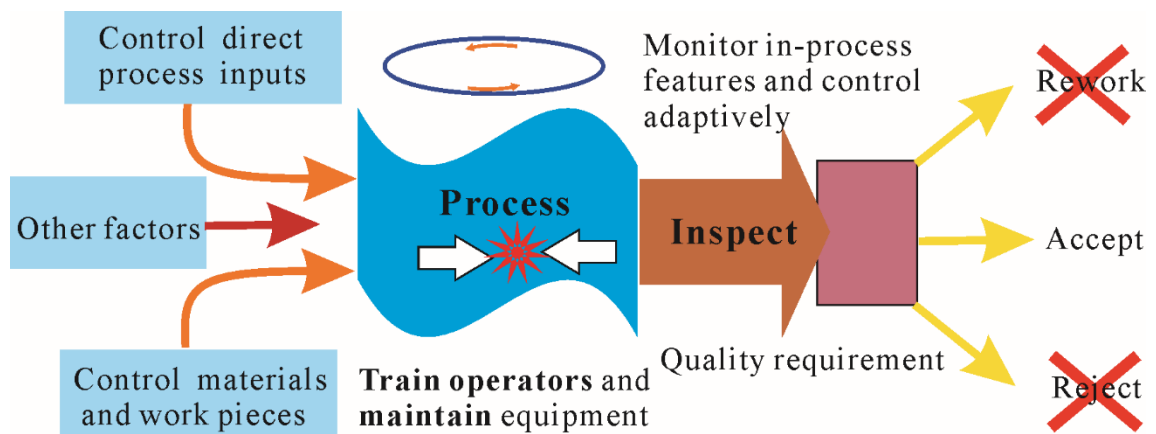 Control direct
process inputs
Other factors
Control materials
and work pieces
Process
Train operators and
maintain equipment
Monitor in-process
features and control
adaptively
Inspect
Quality requirement
Rework
Accept
Reject